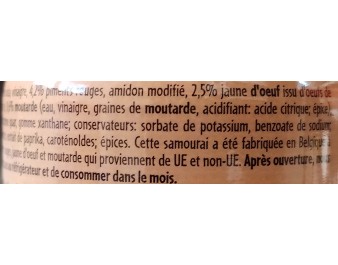 vinaigre, 4,2% piments rouges, amidon modifié, 2,5% jaune d'oeuf issu d'oeufs de
moutarde (eau, vinaigre, graines de moutarde, acidifiant: acide citrique; épice),
gomme xanthane; conservateurs: sorbate de potassium, benzoate de sodium;
de paprika, caroténoïdes; épices. Cette samourai a été fabriquée en Belgique
d'oeuf et moutarde qui proviennent de UE et non-UE. Après ouverture,
réfrigérateur et de consommer dans le mois.